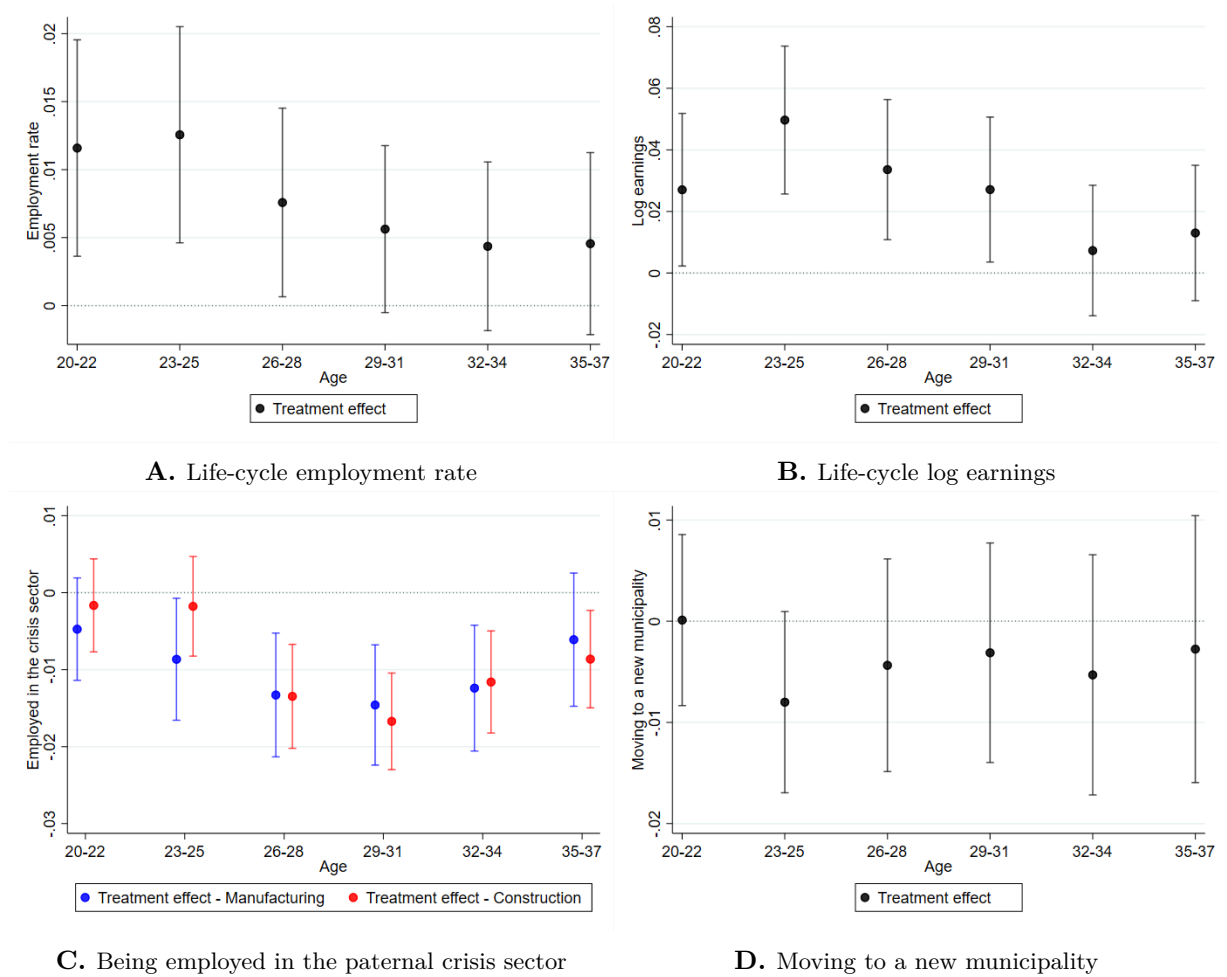 .02
.015
.01
.005
0
Employment rate
20-22 23-25 26-28 29-31 32-34 35-37
Age
Treatment effect
A. Life-cycle employment rate
.08
.06
.04
.02
0
-.02
Log earnings
20-22 23-25 26-28 29-31 32-34 35-37
Age
Treatment effect
B. Life-cycle log earnings
.01
0
-.01
-.02
-.03
Employed in the crisis sector
20-22 23-25 26-28 29-31 32-34 35-37
Age
Treatment effect - Manufacturing Treatment effect - Construction
C. Being employed in the paternal crisis sector
.01
0
-.01
-.02
Moving to a new municipality
20-22 23-25 26-28 29-31 32-34 35-37
Age
Treatment effect
D. Moving to a new municipality